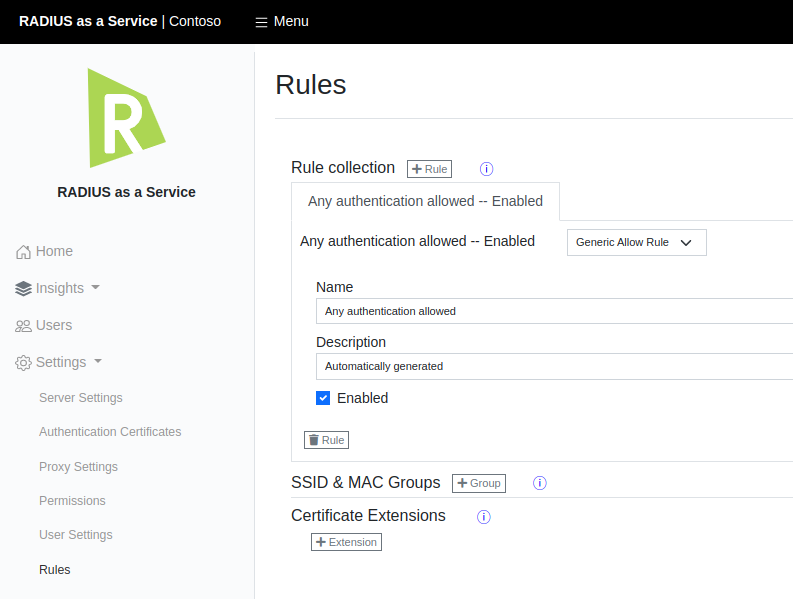 RADIUS as a Service | Contoso Menu
R
RADIUS as a Service
Home
Insights
Users
Settings
Server Settings
Authentication Certificates
Proxy Settings
Permissions
User Settings
Rules
Rules
Rule collection + Rule i
Any authentication allowed -- Enabled
Any authentication allowed -- Enabled Generic Allow Rule
Name
Any authentication allowed
Description
Automatically generated
Enabled
Rule
SSID & MAC Groups + Group i
Certificate Extensions i
+ Extension